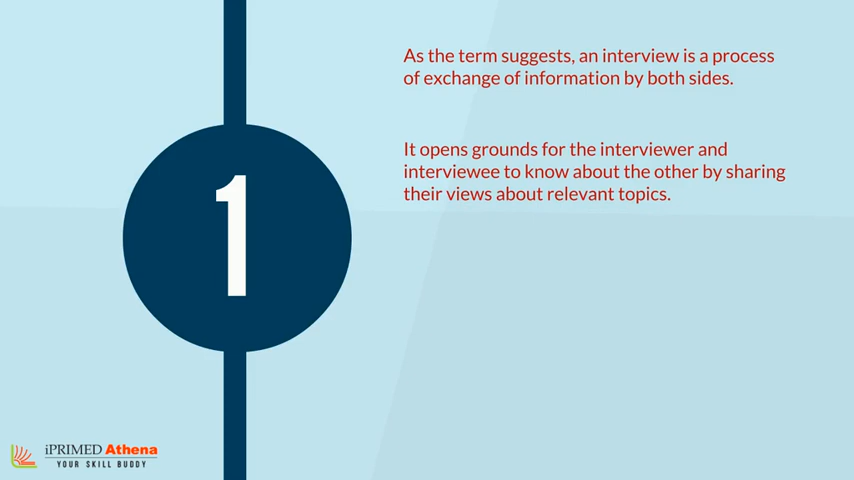 As the term suggests, an interview is a process
of exchange of information by both sides.
It opens grounds for the interviewer and
interviewee to know about the other by sharing
their views about relevant topics.
1
iPRIMED Athena
YOUR SKILL BUDDY